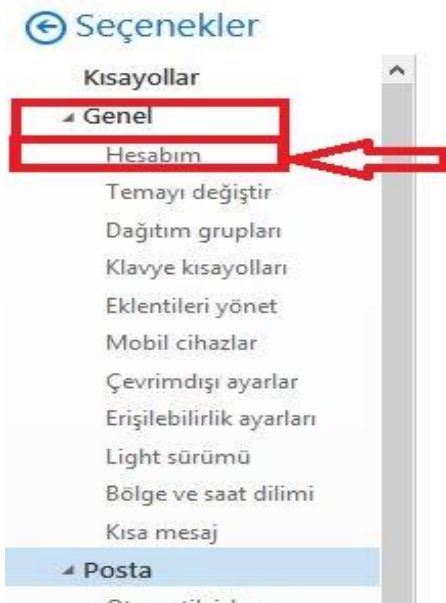 Seçenekler
Kısayollar
Genel
Hesabım
Temayı değiştir
Dağıtım grupları
Klavye kısayolları
Eklentileri yönet
Mobil cihazlar
Çevrimdışı ayarlar
Erişilebilirlik ayarları
Light sürümü
Bölge ve saat dilimi
Kısa mesaj
Posta